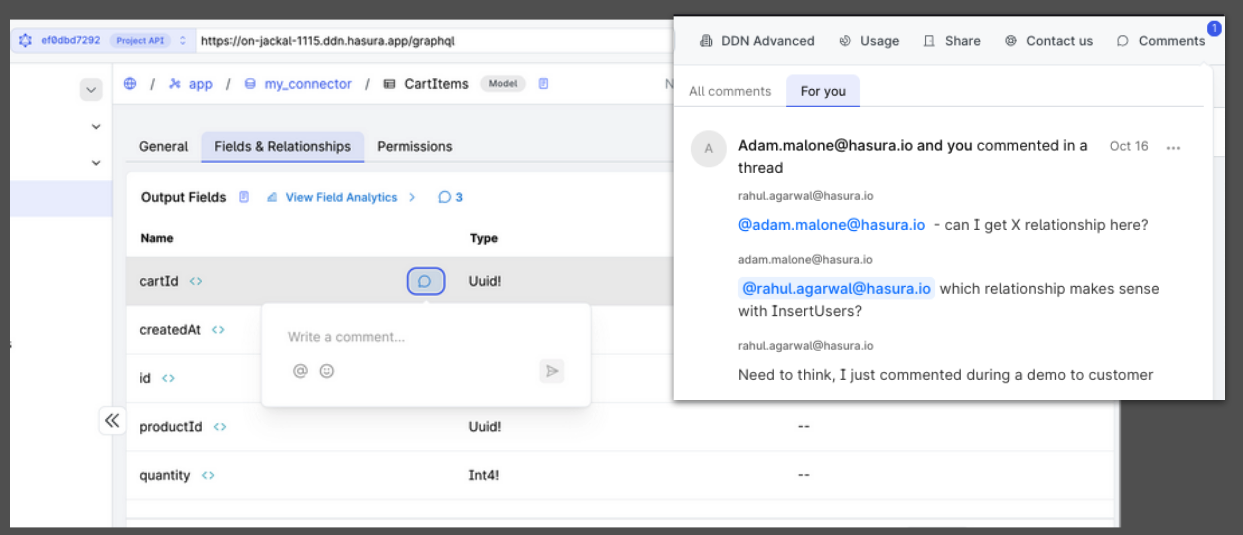 ef0dbd7292 Project API https://on-jackal-1115.ddn.hasura.app/graphql
/ app / my_connector / CartItems Model N
General Fields & Relationships Permissions
Output Fields View Field Analytics > 3
Name Type
cartId <> Uuid!
createdAt <>
Write a comment...
id <>
productId <> Uuid! --
quantity <> Int4! --
DDN Advanced Usage Share Contact us Comments 1
All comments For you
A Adam.malone@hasura.io and you commented in a Oct 16 ...
thread
rahul.agarwal@hasura.io
@adam.malone@hasura.io - can I get X relationship here?
adam.malone@hasura.io
@rahul.agarwal@hasura.io which relationship makes sense
with InsertUsers?
rahul.agarwal@hasura.io
Need to think, I just commented during a demo to customer